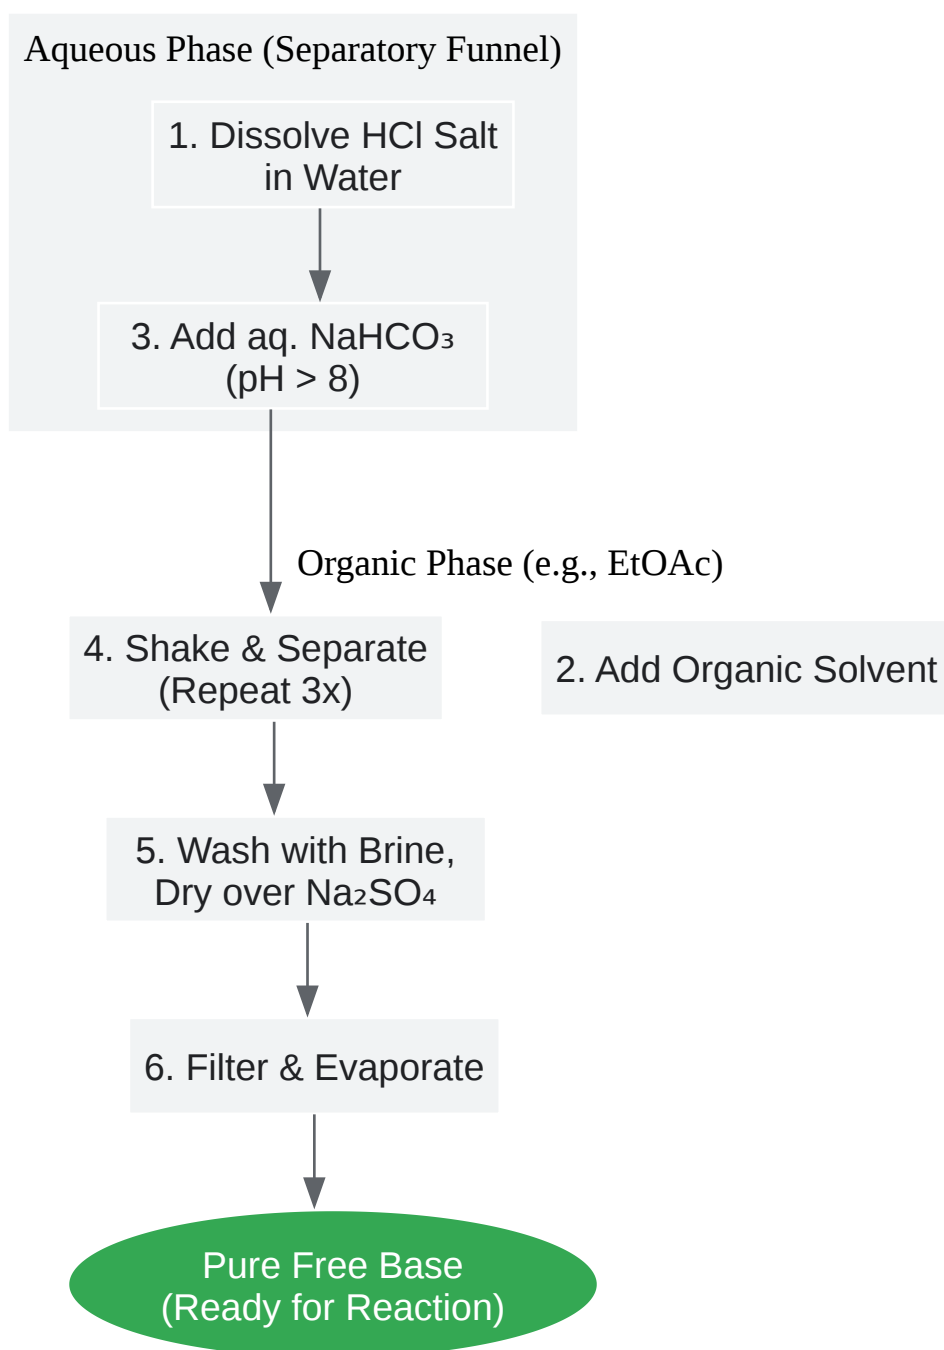 Aqueous Phase (Separatory Funnel)
1. Dissolve HCl Salt
in Water
3. Add aq. NaHCO₃
(pH > 8)
Organic Phase (e.g., EtOAc)
4. Shake & Separate
(Repeat 3x)
2. Add Organic Solvent
5. Wash with Brine,
Dry over Na₂SO₄
6. Filter & Evaporate
Pure Free Base
(Ready for Reaction)